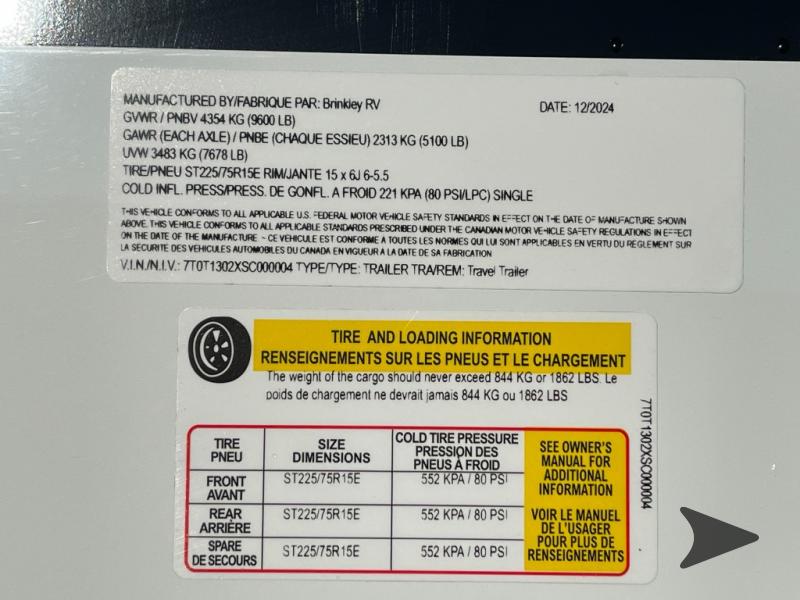 MANUFACTURED BY/FABRIQUE PAR: Brinkley RV DATE: 12/2024
GVWR / PNBV 4354 KG (9600 LB)
GAWR (EACH AXLE) / PNBE (CHAQUE ESSIEU) 2313 KG (5100 LB)
UVW 3483 KG (7678 LB)
TIRE/PNEU ST225/75R15E RIM/JANTE 15 x 6J 6-5.5
COLD INFL. PRESS/PRESS. DE GONFL. A FROID 221 KPA (80 PSI/LPC) SINGLE
THIS VEHICLE CONFORMS TO ALL APPLICABLE U.S. FEDERAL MOTOR VEHICLE SAFETY STANDARDS IN EFFECT ON THE DATE OF MANUFACTURE SHOWN
ABOVE. THIS VEHICLE CONFORMS TO ALL APPLICABLE STANDARDS PRESCRIBED UNDER THE CANADIAN MOTOR VEHICLE SAFETY REGULATIONS IN EFFECT
ON THE DATE OF THE MANUFACTURE - CE VEHICULE EST CONFORME A TOUTES LES NORMES QUI LUI SONT APPLICABLES EN VERTU DU REGLEMENT SUR
LA SECURITE DES VEHICULES AUTOMOBILES DU CANADA EN VIGUEUR A LA DATE DE SA FABRICATION
V.I.N./N.I.V.: 7T0T1302XSC000004 TYPE/TYPE: TRAILER TRA/REM: Travel Trailer
TIRE AND LOADING INFORMATION
RENSEIGNEMENTS SUR LES PNEUS ET LE CHARGEMENT
The weight of the cargo should never exceed 844 KG or 1862 LBS. Le
poids de chargement ne devrait jamais 844 KG ou 1862 LBS
TIRE
PNEU
SIZE
DIMENSIONS
COLD TIRE PRESSURE
PRESSION DES
PNEUS À FROID
FRONT
AVANT
ST225/75R15E
552 KPA / 80 PSI
REAR
ARRIÈRE
ST225/75R15E
552 KPA / 80 PSI
SPARE
DE SECOURS
ST225/75R15E
552 KPA / 80 PSI
SEE OWNER'S
MANUAL FOR
ADDITIONAL
INFORMATION
VOIR LE MANUEL
DE L'USAGER
POUR PLUS DE
RENSEIGNEMENTS
7T0T1302XSC000004